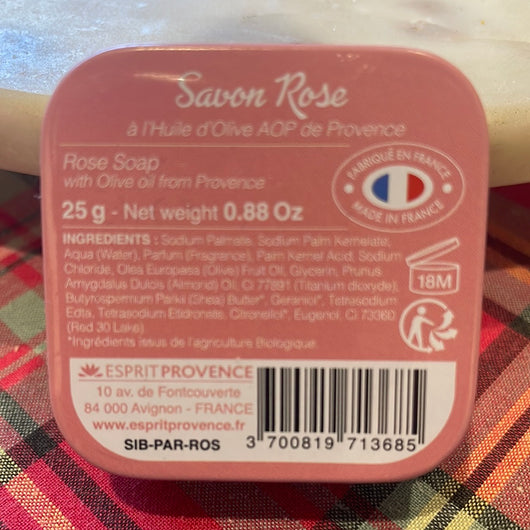 Savon Rose
à l'Huile d'Olive AOP de Provence
Rose Soap
with Olive oil from Provence
25 g - Net weight 0.88 Oz
FABRIQUÉ EN FRANCE
MADE IN FRANCE
INGREDIENTS : Sodium Palmate, Sodium Palm Kernelate,
Aqua (Water), Parfum (Fragrance), Palm Kernel Acid, Sodium
Chloride, Olea Europaea (Olive) Fruit Oil, Glycerin, Prunus
Amygdalus Dulcis (Almond) Oil, CI 77891 (Titanium dioxyde),
Butyrospermum Parkii (Shea) Butter*, Geraniol*, Tetrasodium
Edta, Tetrasodium Etidronate, Citronellol*, Eugenol, CI 73360
(Red 30 Lake).
*Ingrédients issus de l'agriculture Biologique.
18M
ESPRIT PROVENCE
10 av. de Fontcouverte
84 000 Avignon - FRANCE
www.espritprovence.fr
SIB-PAR-ROS
3 700819 713685